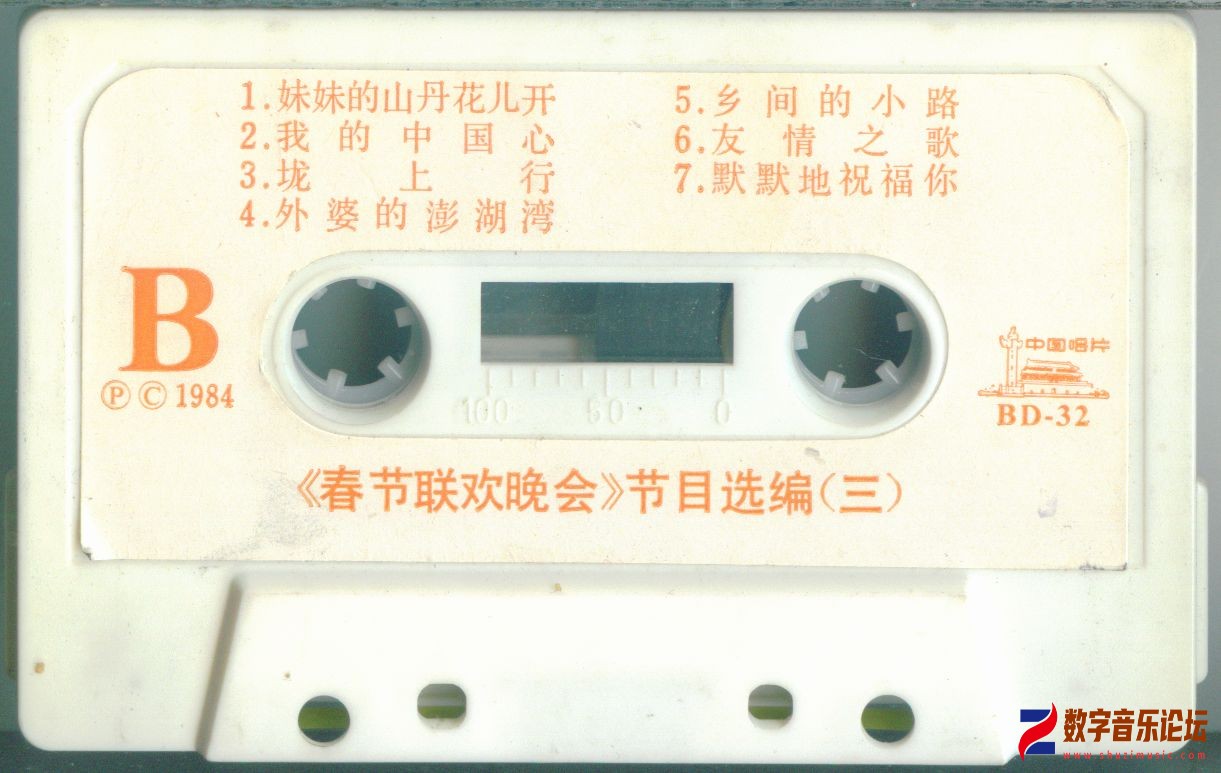 1.妹妹的山丹花儿开
2.我的中国心
3.垅上行
4.外婆的澎湖湾
5.乡间的小路
6.友情之歌
7.默默地祝福你
B
Ⓟ Ⓒ 1984
中国唱片
BD-32
100 50 0
《春节联欢晚会》节目选编(三)
数字音乐论坛
www.shuzimusic.com